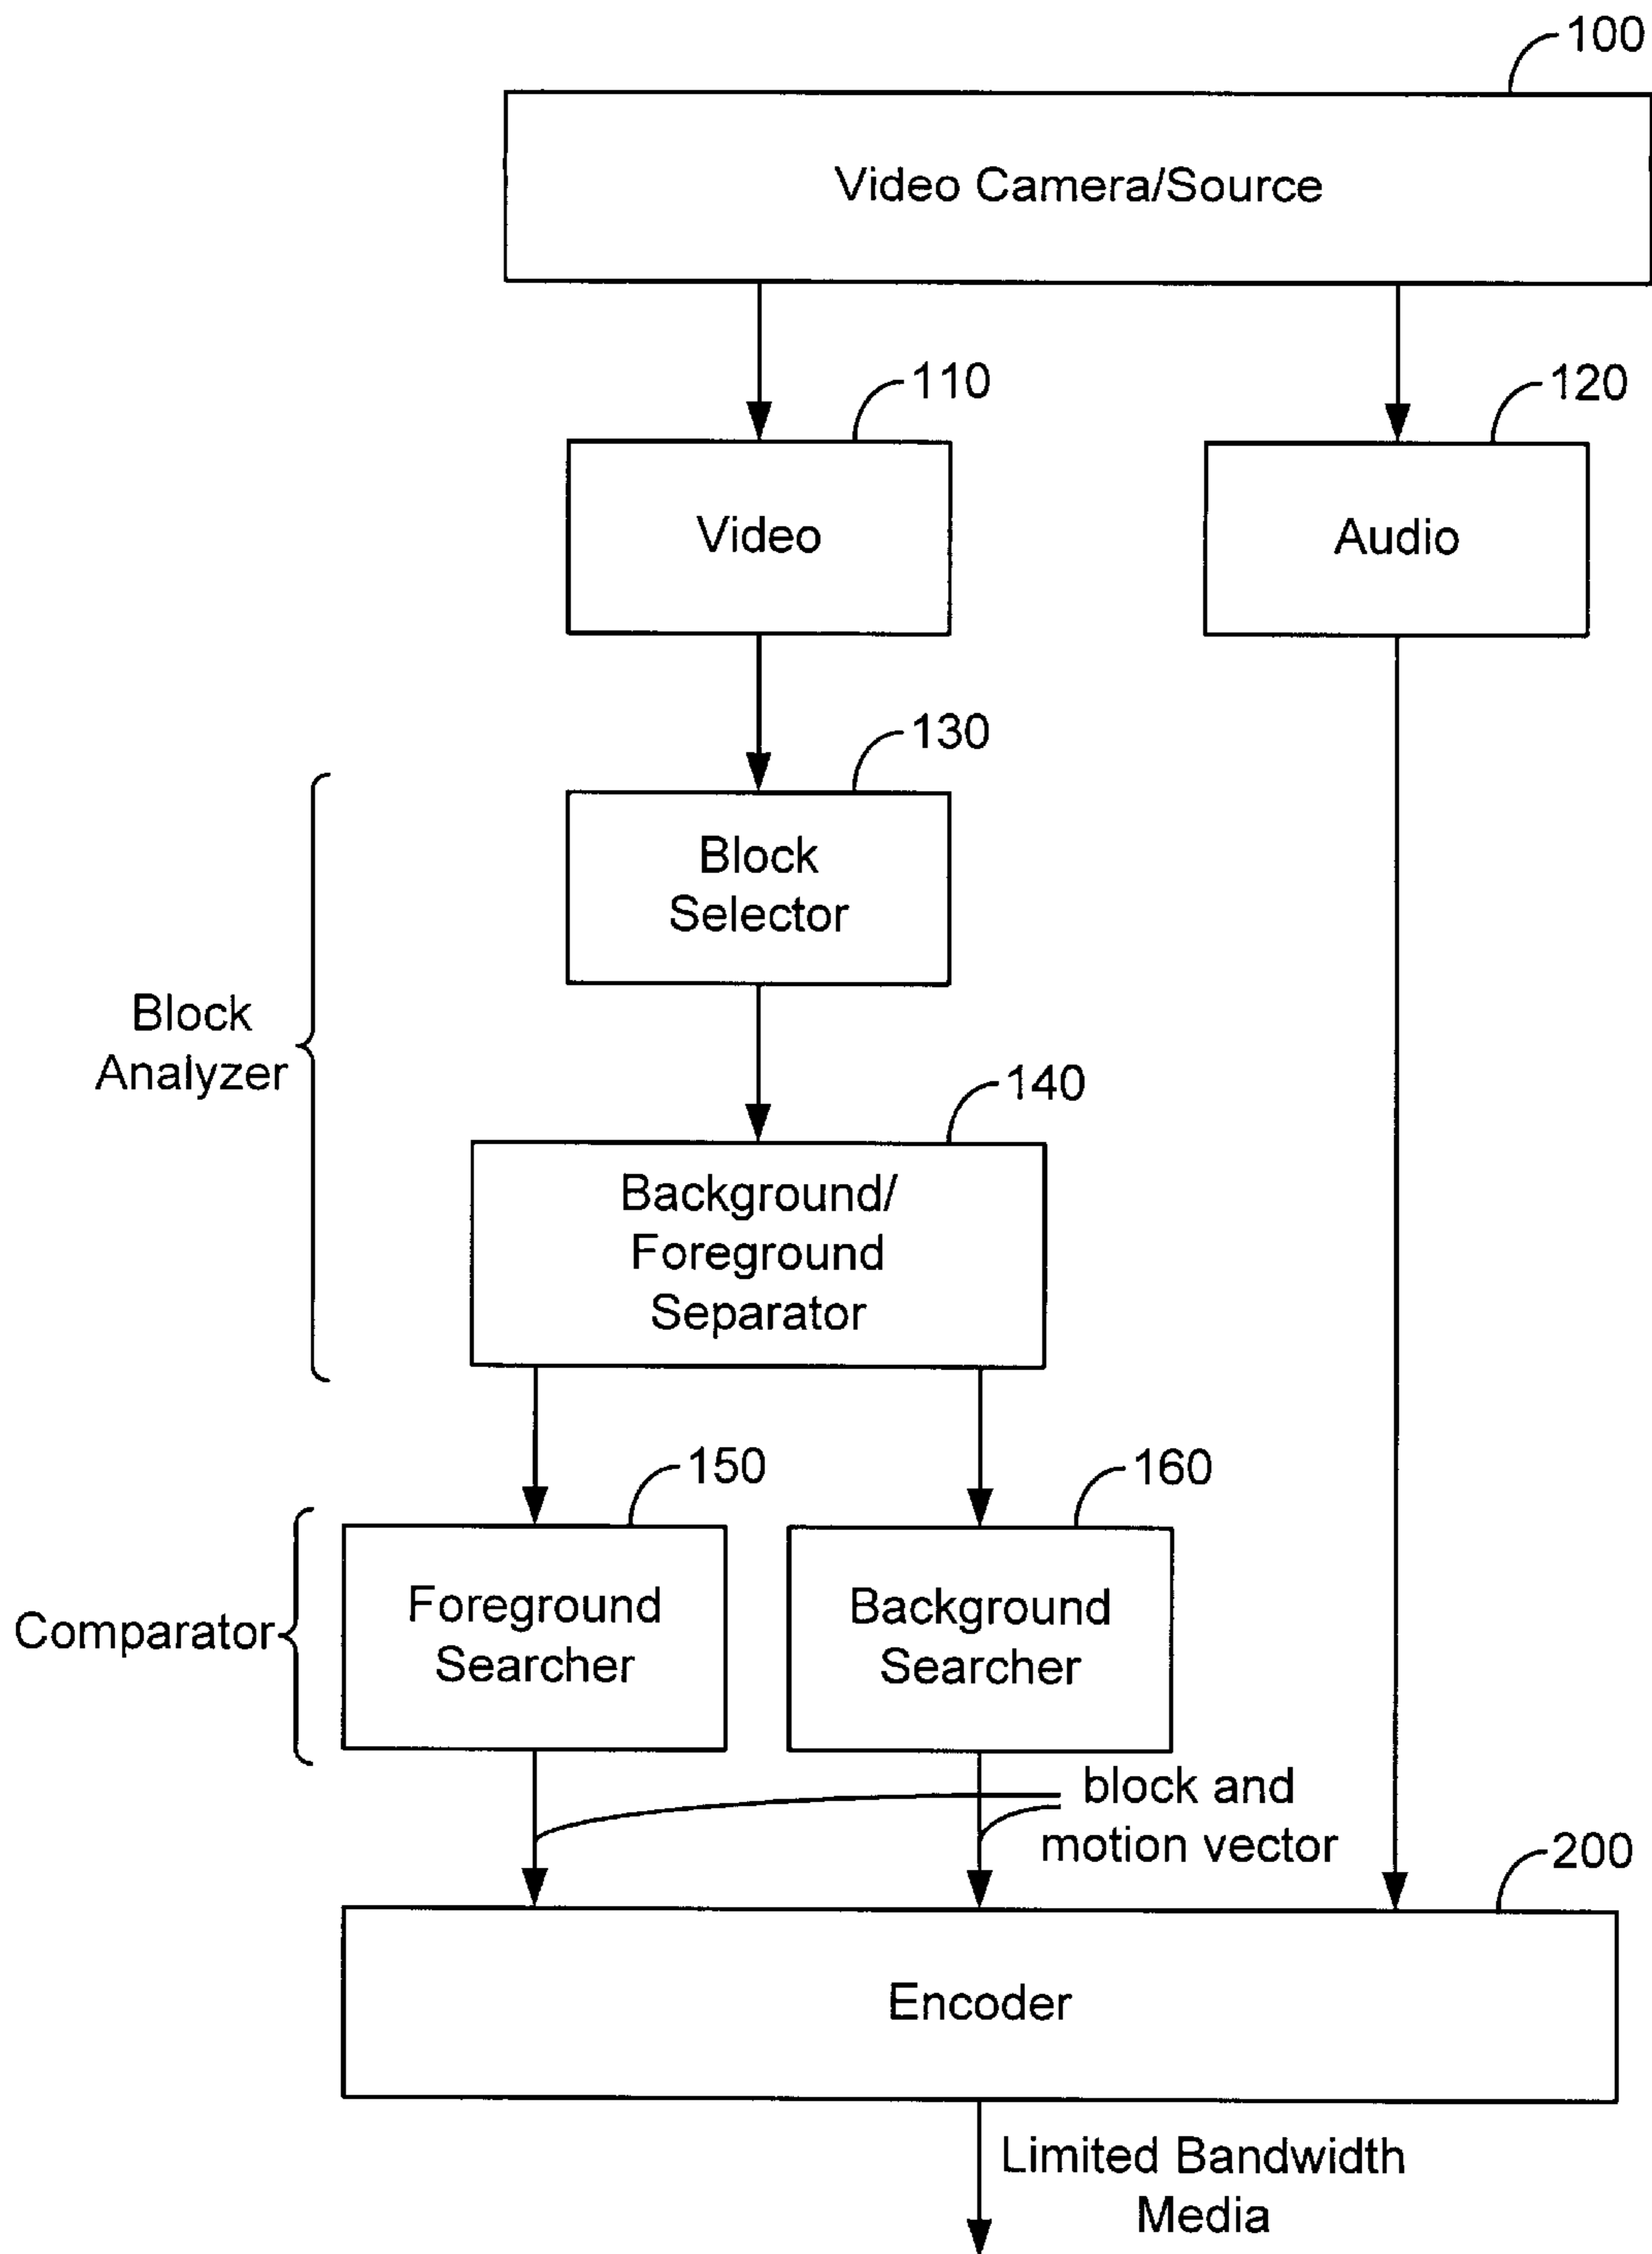 100
Video Camera/Source
110
120
Video
Audio
130
Block
Selector
Block
Analyzer
140
Background/
Foreground
Separator
150
160
Comparator
Foreground
Searcher
Background
Searcher
block and
motion vector
200
Encoder
Limited Bandwidth
Media